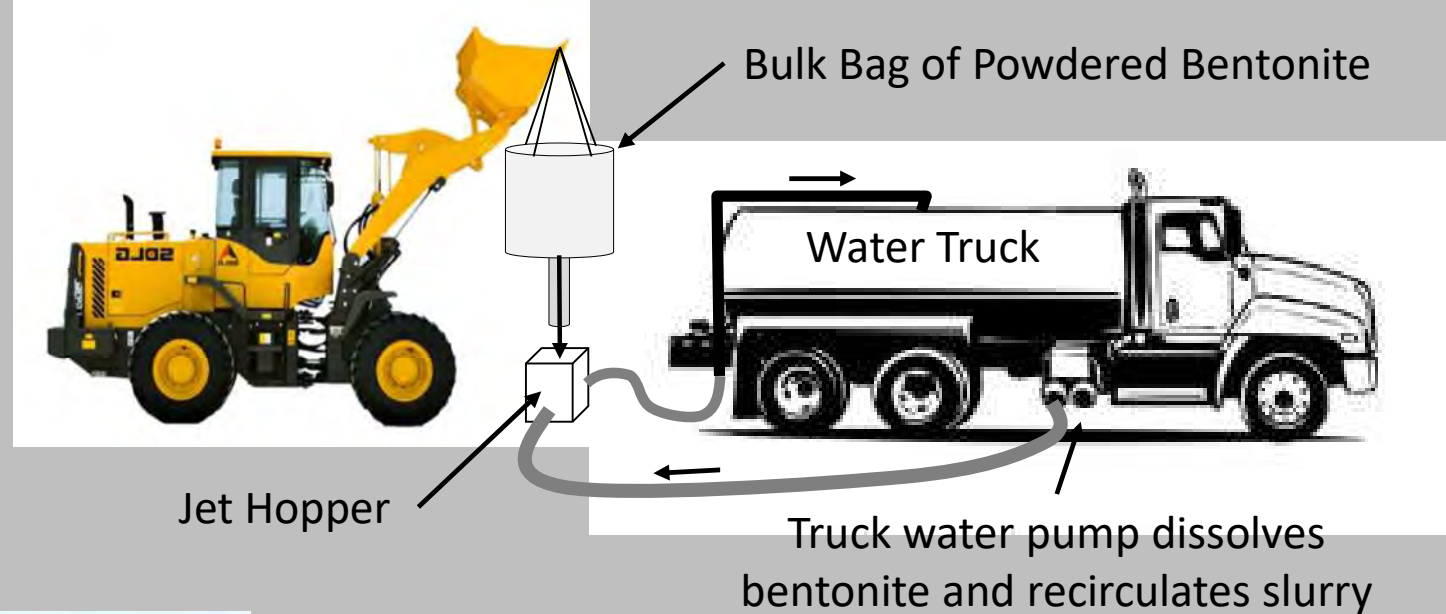 Bulk Bag of Powdered Bentonite
Water Truck
Jet Hopper
Truck water pump dissolves
bentonite and recirculates slurry